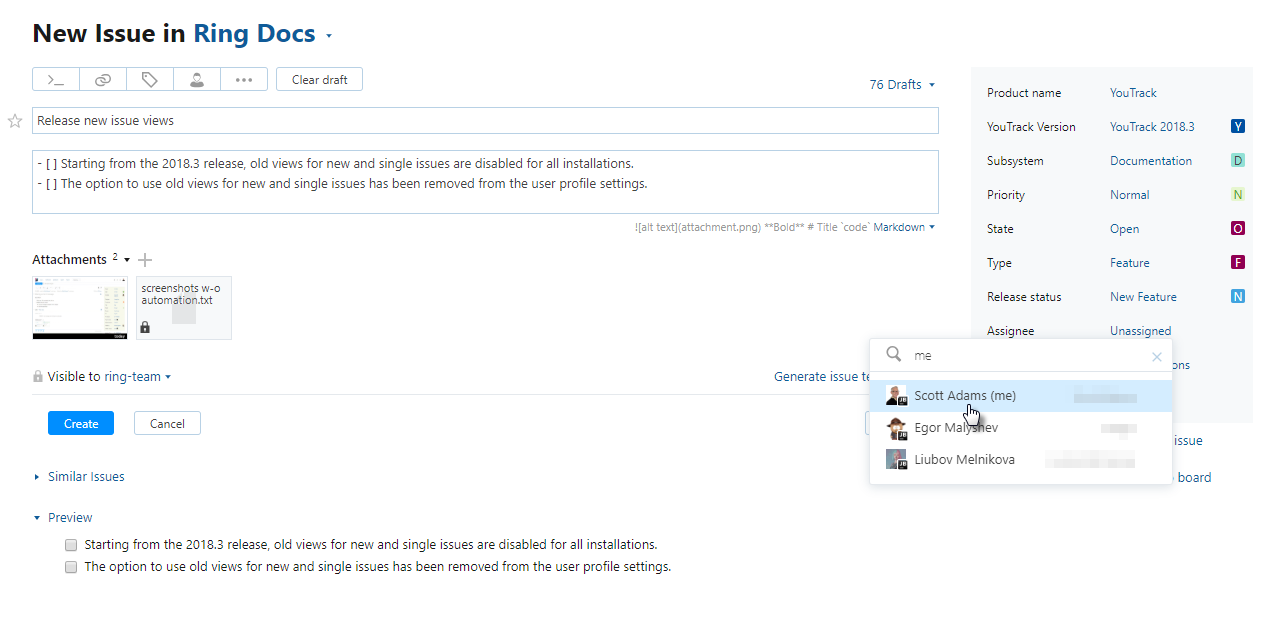 New Issue in Ring Docs
>_
Clear draft
76 Drafts
Release new issue views
- [ ] Starting from the 2018.3 release, old views for new and single issues are disabled for all installations.
- [ ] The option to use old views for new and single issues has been removed from the user profile settings.
![alt text](attachment.png) **Bold** # Title `code` Markdown
Attachments 2
screenshots w-o
automation.txt
Visible to ring-team
Generate issue te
Create
Cancel
Similar Issues
Preview
Starting from the 2018.3 release, old views for new and single issues are disabled for all installations.
The option to use old views for new and single issues has been removed from the user profile settings.
Product name YouTrack
YouTrack Version YouTrack 2018.3 Y
Subsystem Documentation D
Priority Normal N
State Open O
Type Feature F
Release status New Feature N
Assignee Unassigned
ons
me
Scott Adams (me)
JB
Egor Malyshev
JB
Liubov Melnikova
JB
issue
board